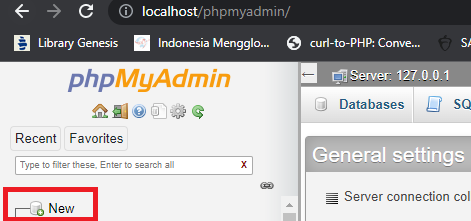 localhost/phpmyadmin/
Library Genesis
Indonesia Mengglo...
curl-to-PHP: Conve...
phpMyAdmin
Server: 127.0.0.1
Databases
SQ
Recent
Favorites
General settings
Type to filter these, Enter to search all
X
Server connection col
New